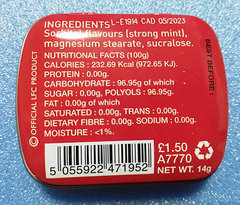 INGREDIENTS:-E1914 CAD 05/2023
flavours (strong mint),
magnesium stearate, sucralose.
NUTRITIONAL FACTS (100g)
CALORIES : 232.69 Kcal (972.65 KJ).
PROTEIN : 0.00g.
CARBOHYDRATE : 96.95g of which
SUGAR : 0.00g, POLYOLS : 96.95g.
FAT : 0.00g of which
SATURATED : 0.00g, TRANS : 0.00g.
DIETARY FIBRE : 0.00g. SODIUM : 0.00g.
MOISTURE : <1%.
© OFFICIAL LFC PRODUCT
BEST BEFORE :
5 055922 471952
£1.50
A7770
NET WT. 14g